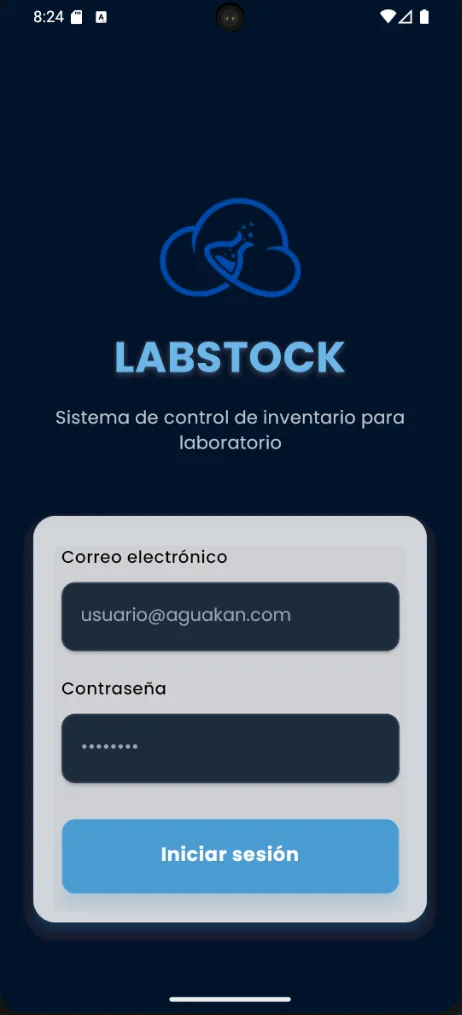 8:24
A
LABSTOCK
Sistema de control de inventario para
laboratorio
Correo electrónico
usuario@aguakan.com
Contraseña
••••••••
Iniciar sesión